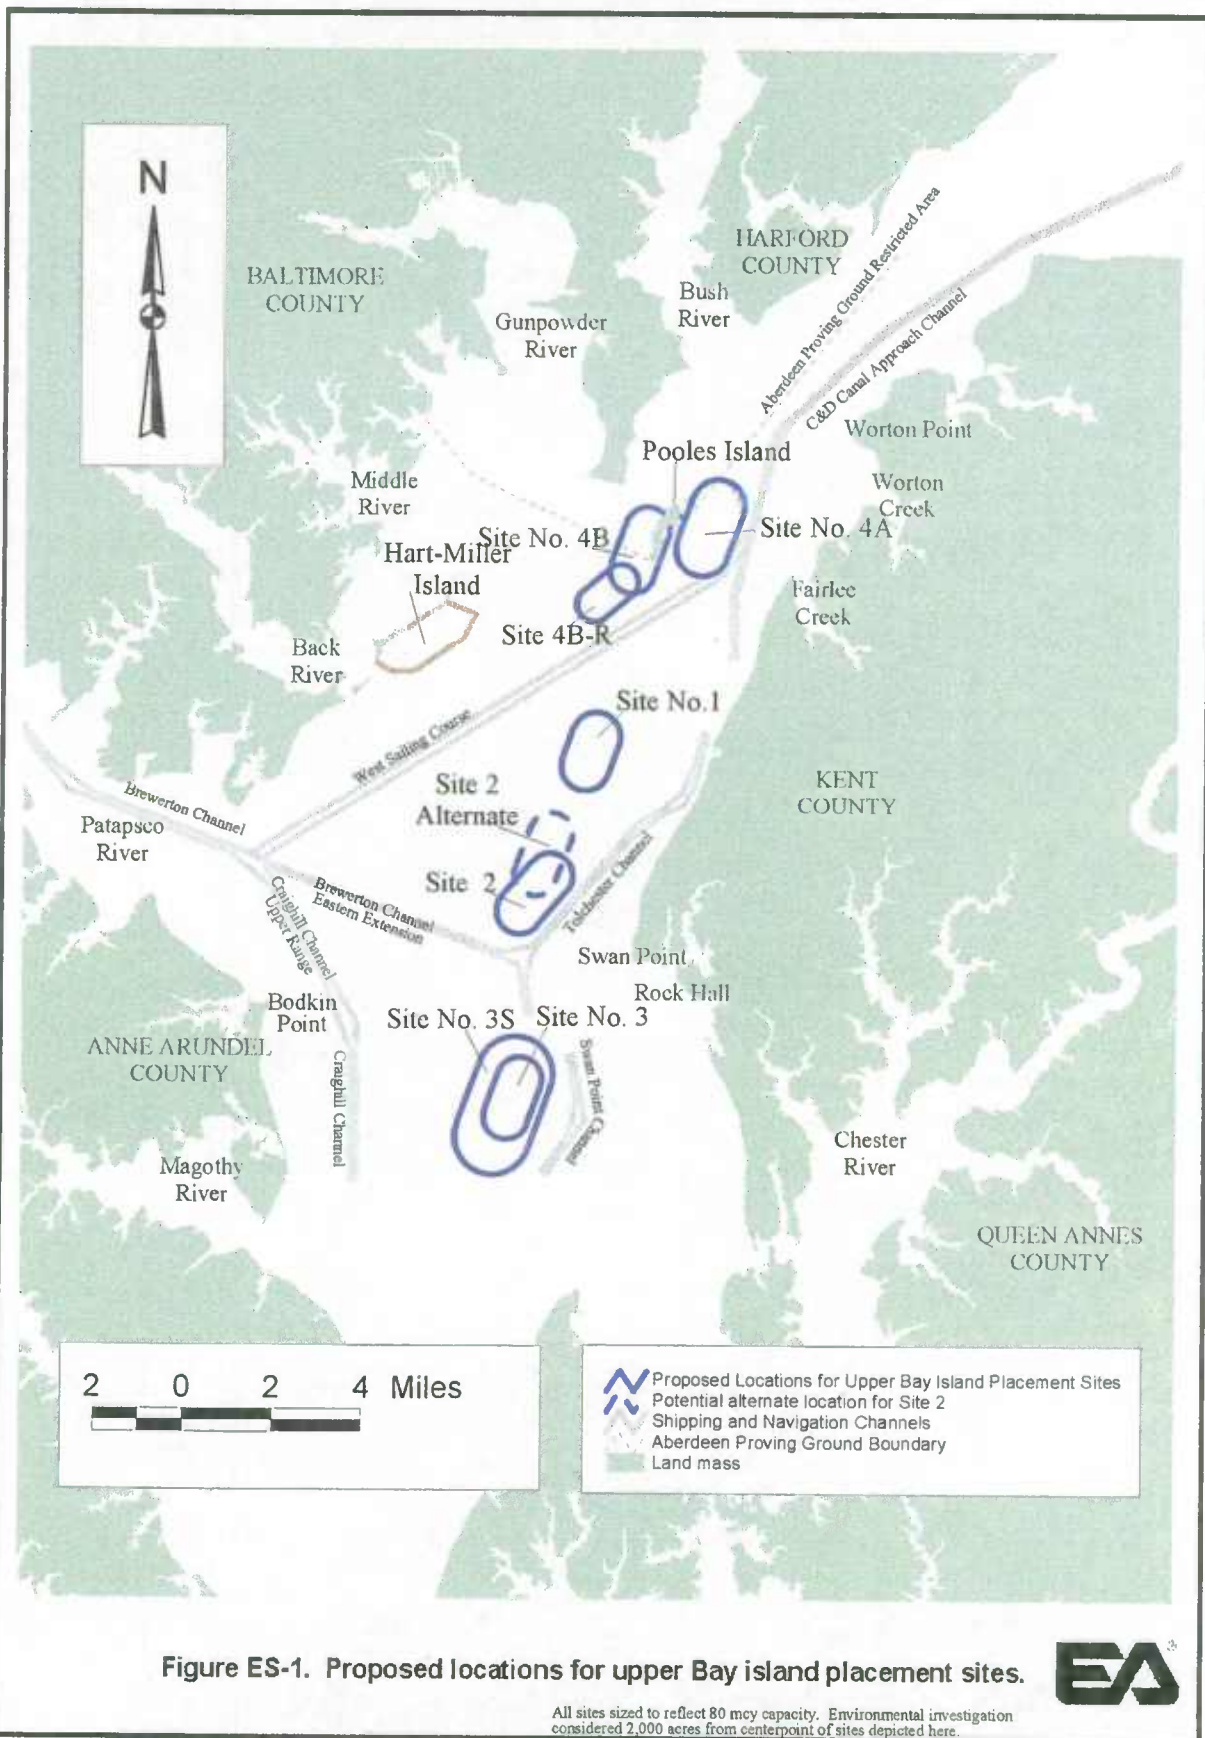 N
HARFORD
COUNTY
Aberdeen Proving Ground Restricted Area
BALTIMORE
COUNTY
Bush
River
Gunpowder
River
C&D Canal Approach Channel
Worton Point
Pooles Island
Middle
River
Worton
Creek
Site No. 4B
Site No. 4A
Hart-Miller
Island
Fairlee
Creek
Site 4B-R
Back
River
Site No.1
West Sailing Course
Site 2
Alternate
KENT
COUNTY
Brewerton Channel
Patapsco
River
Site 2
Tolchester Channel
Brewerton Channel
Eastern Extension
Craighill Channel
Upper Range
Swan Point
Rock Hall
Bodkin
Point
Site No. 3S
Site No. 3
ANNE ARUNDEL
COUNTY
Craighill Channel
Swan Point Channel
Chester
River
Magothy
River
QUEEN ANNES
COUNTY
2 0 2 4 Miles
Proposed Locations for Upper Bay Island Placement Sites
Potential alternate location for Site 2
Shipping and Navigation Channels
Aberdeen Proving Ground Boundary
Land mass
Figure ES-1. Proposed locations for upper Bay island placement sites.
EA
All sites sized to reflect 80 mcy capacity. Environmental investigation
considered 2,000 acres from centerpoint of sites depicted here.